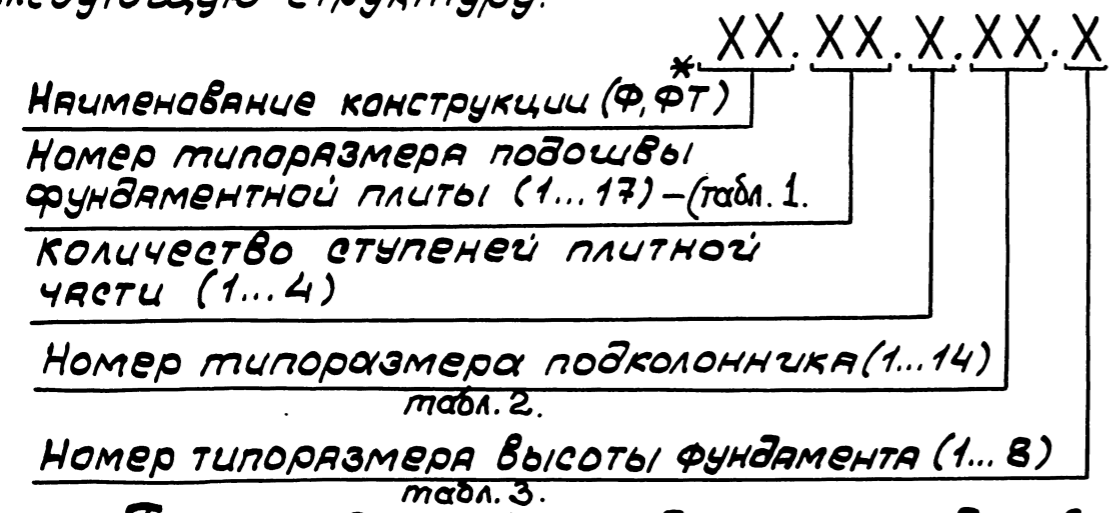 следующую структуру:
*XX.XX.X.XX.X
Наименование конструкции (Ф, ФТ)
Номер типоразмера подошвы
фундаментной плиты (1...17) – (табл. 1.
количество ступеней плитной
части (1...4)
Номер типоразмера подколонника (1...14)
табл. 2.
Номер типоразмера высоты фундамента (1...8)
табл. 3.